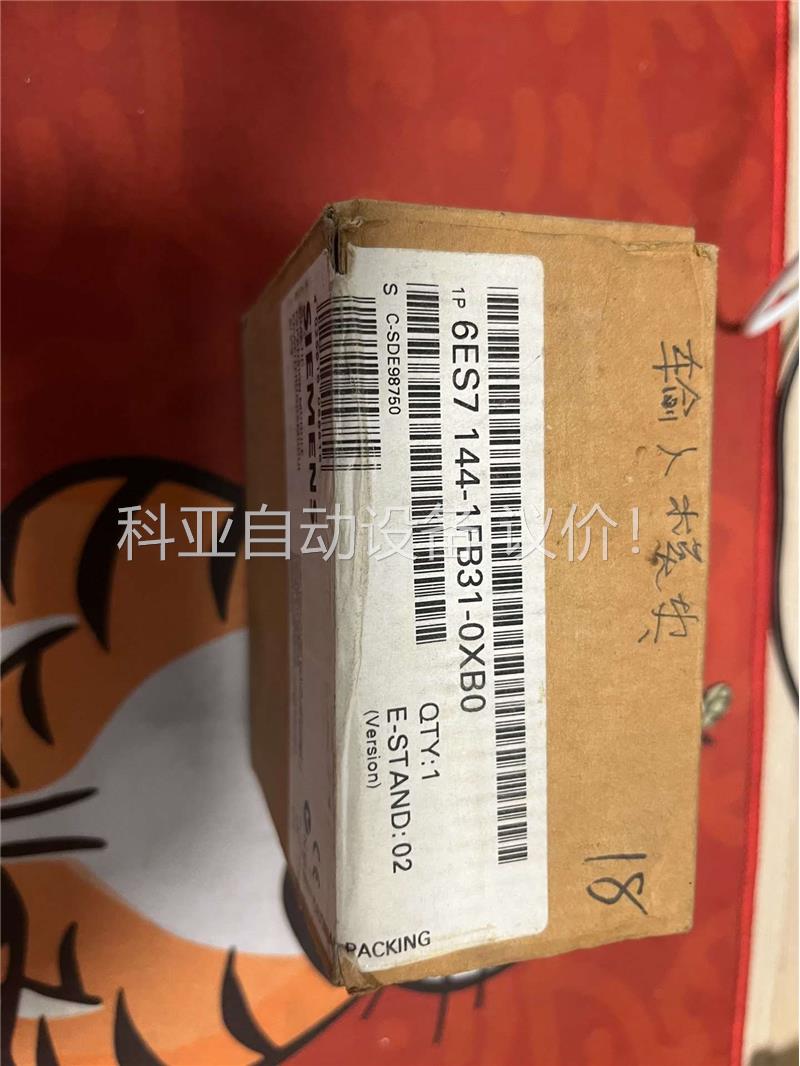 SIEMENS
1P 6ES7 144-1FB31-0XB0
S C-SDE98750
QTY:1
E-STAND:02
(Version)
PACKING
输入模块
18
科亚自动设备 议价！